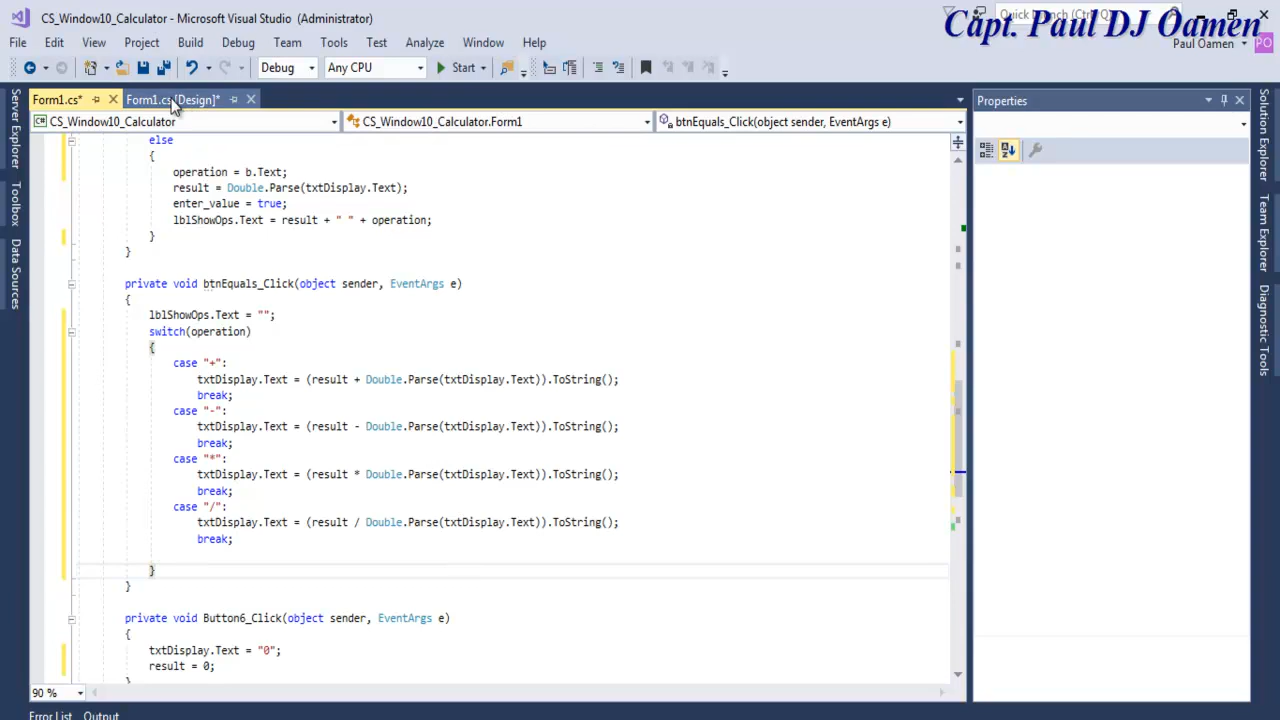 CS_Window10_Calculator - Microsoft Visual Studio (Administrator)
Quick Launch (Ctrl+Q)
Capt. Paul DJ Oamen
File Edit View Project Build Debug Team Tools Test Analyze Window Help
Paul Oamen
PO
Debug Any CPU Start
Form1.cs* Form1.cs [Design]*
Properties
CS_Window10_Calculator CS_Window10_Calculator.Form1 btnEquals_Click(object sender, EventArgs e)
Server Explorer
Toolbox
Data Sources
else
{
operation = b.Text;
result = Double.Parse(txtDisplay.Text);
enter_value = true;
lblShowOps.Text = result + " " + operation;
}
}
private void btnEquals_Click(object sender, EventArgs e)
{
lblShowOps.Text = "";
switch(operation)
{
case "+":
txtDisplay.Text = (result + Double.Parse(txtDisplay.Text)).ToString();
break;
case "-":
txtDisplay.Text = (result - Double.Parse(txtDisplay.Text)).ToString();
break;
case "*":
txtDisplay.Text = (result * Double.Parse(txtDisplay.Text)).ToString();
break;
case "/":
txtDisplay.Text = (result / Double.Parse(txtDisplay.Text)).ToString();
break;
}
}
private void Button6_Click(object sender, EventArgs e)
{
txtDisplay.Text = "0";
result = 0;
}
90 %
Error List Output
Solution Explorer
Team Explorer
Diagnostic Tools